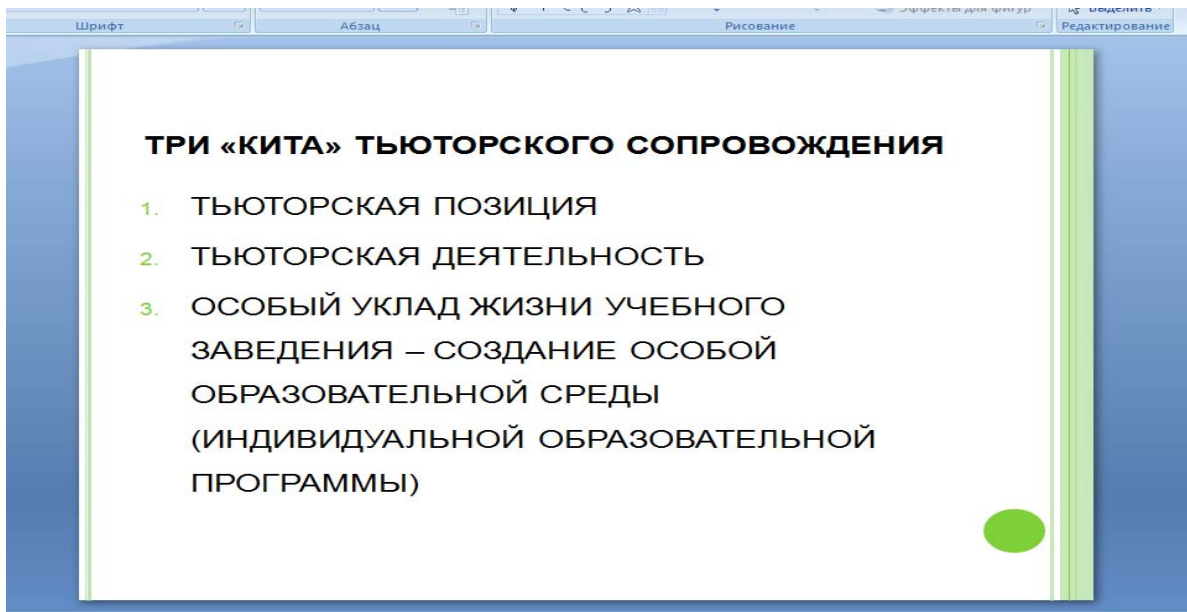 Шрифт Абзац Рисование Редактирование
ТРИ «КИТА» ТЬЮТОРСКОГО СОПРОВОЖДЕНИЯ
1. ТЬЮТОРСКАЯ ПОЗИЦИЯ
2. ТЬЮТОРСКАЯ ДЕЯТЕЛЬНОСТЬ
3. ОСОБЫЙ УКЛАД ЖИЗНИ УЧЕБНОГО
ЗАВЕДЕНИЯ – СОЗДАНИЕ ОСОБОЙ
ОБРАЗОВАТЕЛЬНОЙ СРЕДЫ
(ИНДИВИДУАЛЬНОЙ ОБРАЗОВАТЕЛЬНОЙ
ПРОГРАММЫ)